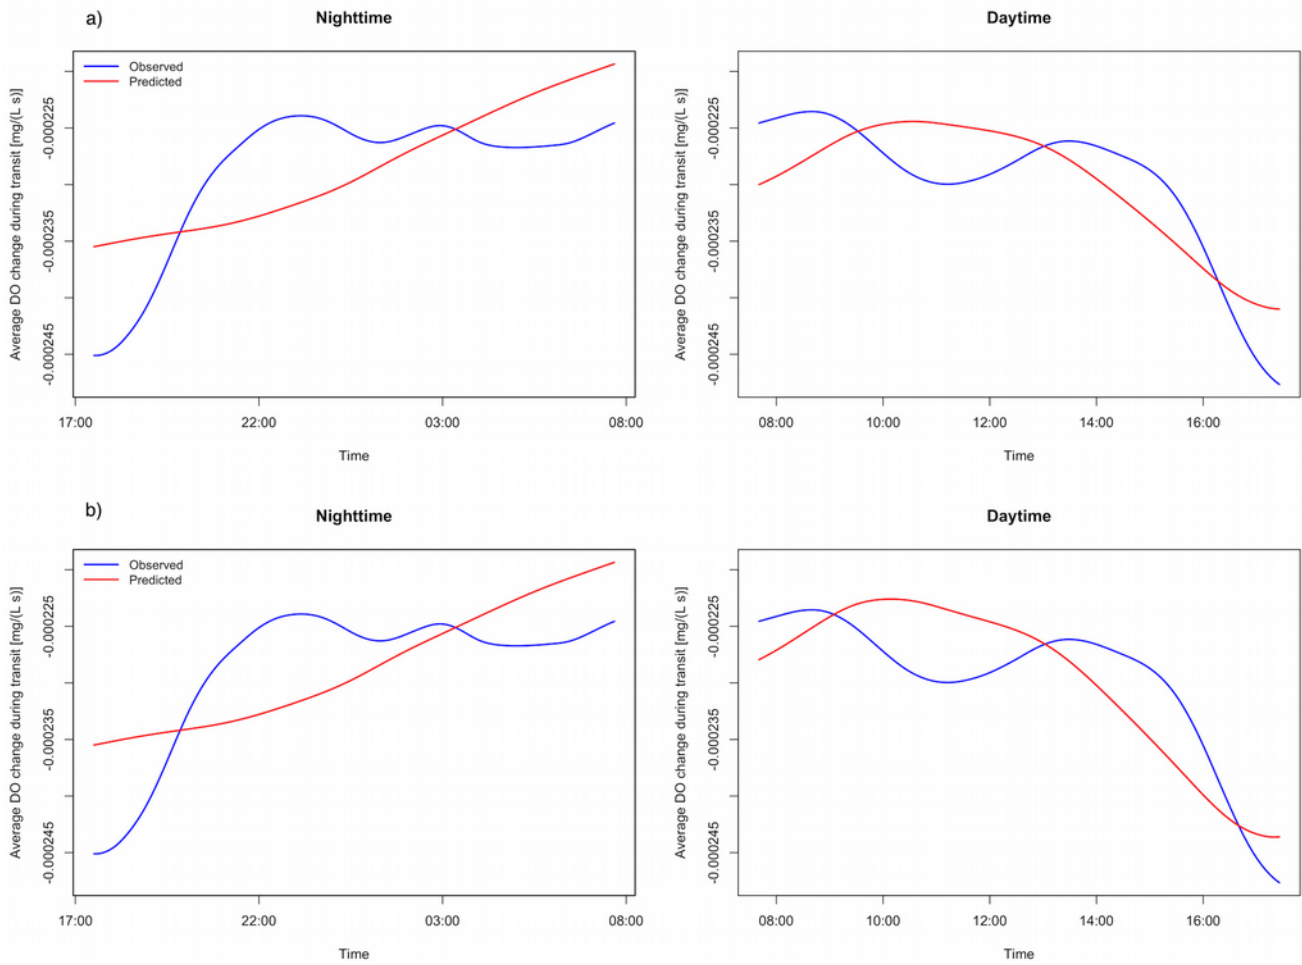 a)
Nighttime
Daytime
Observed
Predicted
Average DO change during transit [mg/(L s)]
-0.000225
-0.000235
-0.000245
17:00 22:00 03:00 08:00
Time
Average DO change during transit [mg/(L s)]
-0.000225
-0.000235
-0.000245
08:00 10:00 12:00 14:00 16:00
Time
b)
Nighttime
Daytime
Observed
Predicted
Average DO change during transit [mg/(L s)]
-0.000225
-0.000235
-0.000245
17:00 22:00 03:00 08:00
Time
Average DO change during transit [mg/(L s)]
-0.000225
-0.000235
-0.000245
08:00 10:00 12:00 14:00 16:00
Time